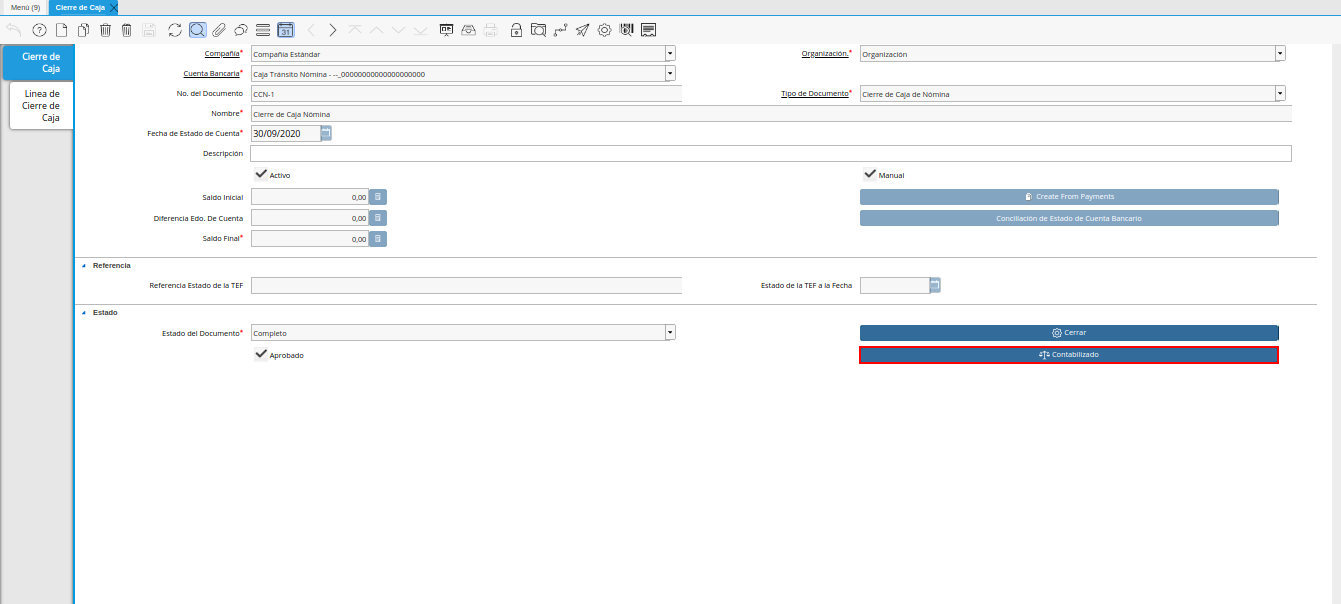 Menú (9) Cierre de Caja
31
Cierre de
Caja
Linea de
Cierre de
Caja
Compañía* Compañía Estándar Organización.* Organización
Cuenta Bancaria* Caja Tránsito Nómina - --_00000000000000000000
No. del Documento CCN-1 Tipo de Documento* Cierre de Caja de Nómina
Nombre* Cierre de Caja Nómina
Fecha de Estado de Cuenta* 30/09/2020
Descripción
Activo Manual
Saldo Inicial 0,00 Create From Payments
Diferencia Edo. De Cuenta 0,00 Conciliación de Estado de Cuenta Bancario
Saldo Final* 0,00
Referencia
Referencia Estado de la TEF Estado de la TEF a la Fecha
Estado
Estado del Documento* Completo Cerrar
Aprobado Contabilizado